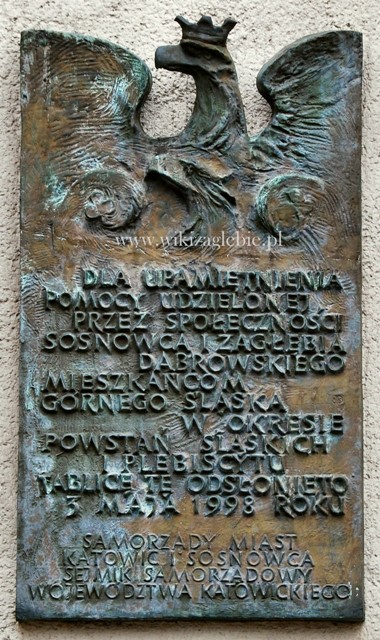 www.wikizaglebie.pl
DLA UPAMIĘTNIENIA
POMOCY UDZIELONEJ
PRZEZ SPOŁECZNOŚCI
SOSNOWCA I ZAGŁĘBIA
DĄBROWSKIEGO
MIESZKAŃCOM
GÓRNEGO ŚLĄSKA
W OKRESIE
POWSTAŃ ŚLĄSKICH
I PLEBISCYTU
TABLICĘ TĘ ODSŁONIĘTO
3 MAJA 1998 ROKU
SAMORZĄDY MIAST
KATOWIC I SOSNOWCA
SEJMIK SAMORZĄDOWY
WOJEWÓDZTWA KATOWICKIEGO